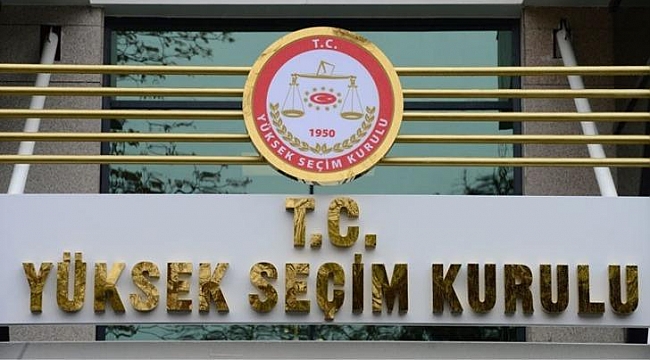 T.C.
1950
YÜKSEK SEÇİM KURULU
T.C.
YÜKSEK SEÇİM KURULU